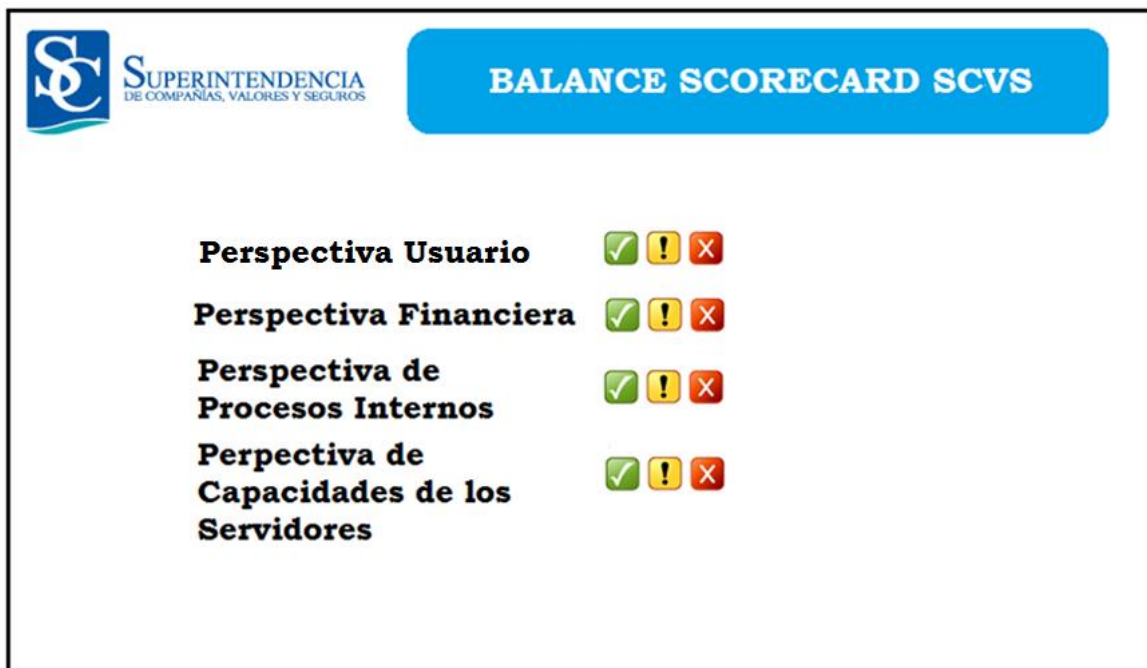 SC
SUPERINTENDENCIA
DE COMPAÑÍAS, VALORES Y SEGUROS
BALANCE SCORECARD SCVS
Perspectiva Usuario
Perspectiva Financiera
Perspectiva de
Procesos Internos
Perpectiva de
Capacidades de los
Servidores